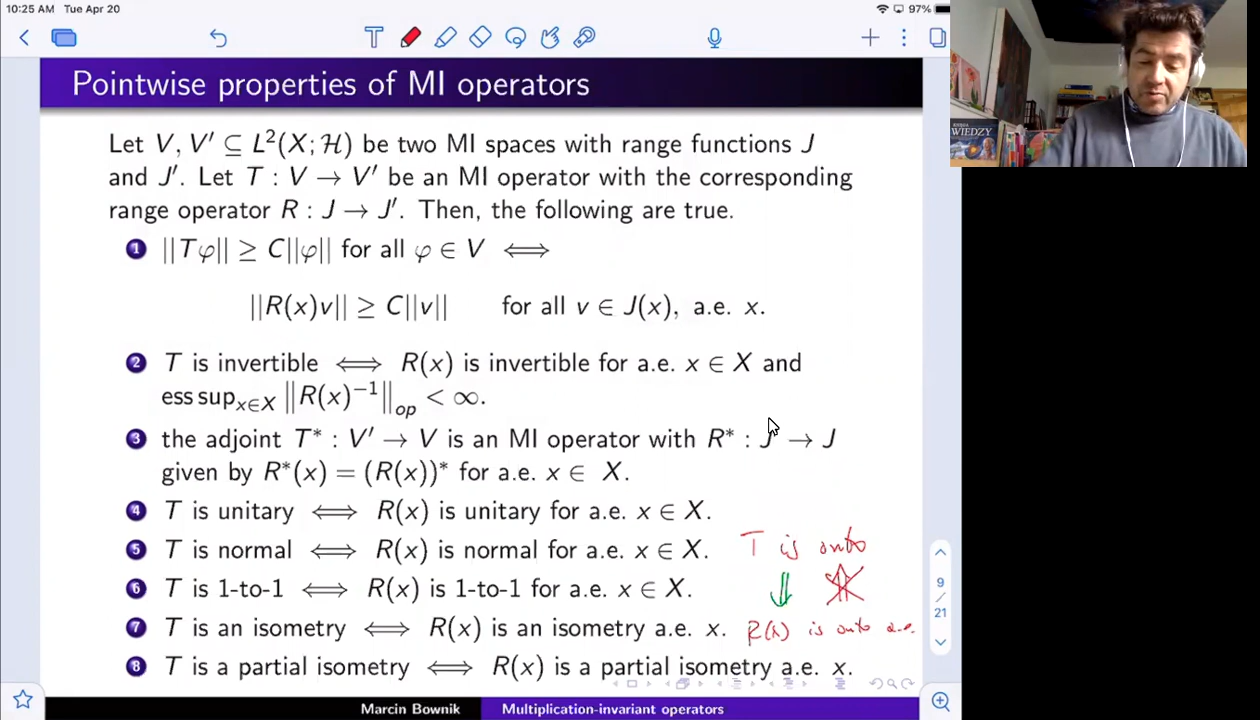 10:25 AM Tue Apr 20
97%
Pointwise properties of MI operators
Let V, V′ ⊆ L²(X; ℋ) be two MI spaces with range functions J
and J′. Let T : V → V′ be an MI operator with the corresponding
range operator R : J → J′. Then, the following are true.
1 ||Tφ|| ≥ C||φ|| for all φ ∈ V ⟺
||R(x)v|| ≥ C||v|| for all v ∈ J(x), a.e. x.
2 T is invertible ⟺ R(x) is invertible for a.e. x ∈ X and
ess sup_{x∈X} ||R(x)⁻¹||_{op} < ∞.
3 the adjoint T* : V′ → V is an MI operator with R* : J′ → J
given by R*(x) = (R(x))* for a.e. x ∈ X.
4 T is unitary ⟺ R(x) is unitary for a.e. x ∈ X.
5 T is normal ⟺ R(x) is normal for a.e. x ∈ X.
T is onto
6 T is 1-to-1 ⟺ R(x) is 1-to-1 for a.e. x ∈ X.
⇓
7 T is an isometry ⟺ R(x) is an isometry a.e. x.
R(x) is onto a.e.
8 T is a partial isometry ⟺ R(x) is a partial isometry a.e. x.
9
/
21
Marcin Bownik
Multiplication-invariant operators
WIEDZY